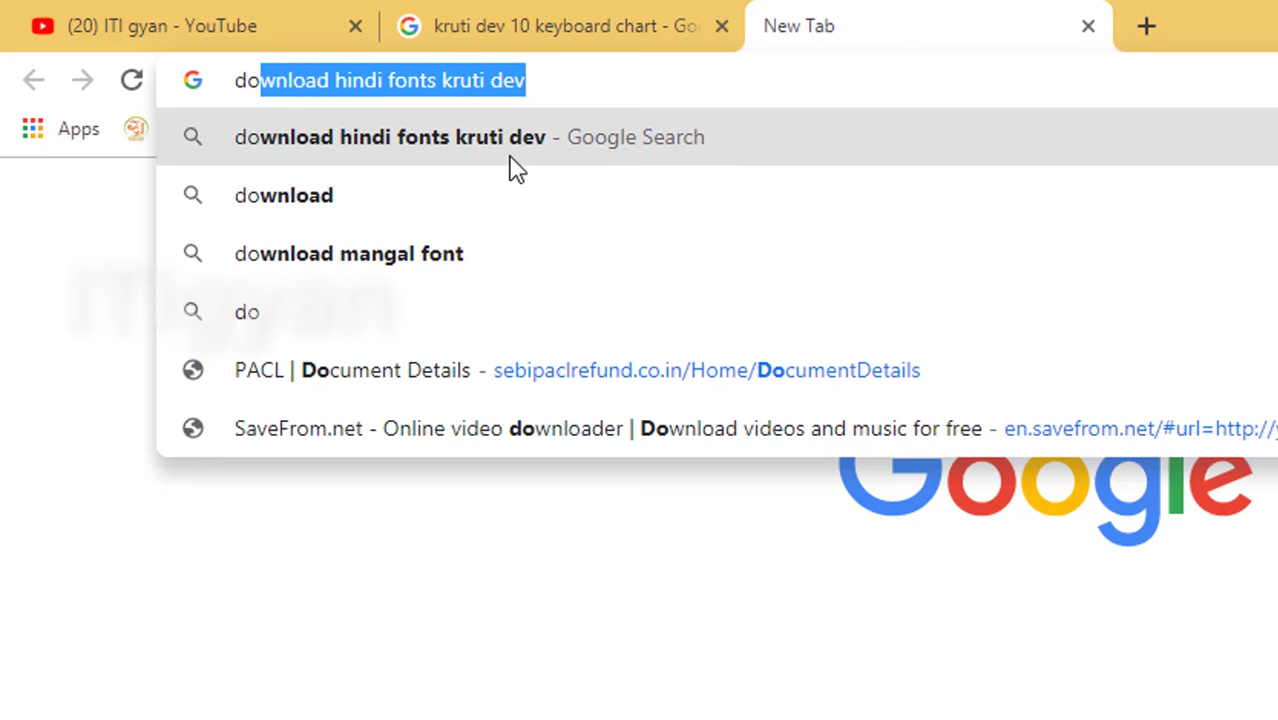 (20) ITI gyan - YouTube
kruti dev 10 keyboard chart - Goo
New Tab
download hindi fonts kruti dev
Apps
download hindi fonts kruti dev - Google Search
download
download mangal font
do
PACL | Document Details - sebipaclrefund.co.in/Home/DocumentDetails
SaveFrom.net - Online video downloader | Download videos and music for free - en.savefrom.net/#url=http://y
ITIgyan
Google